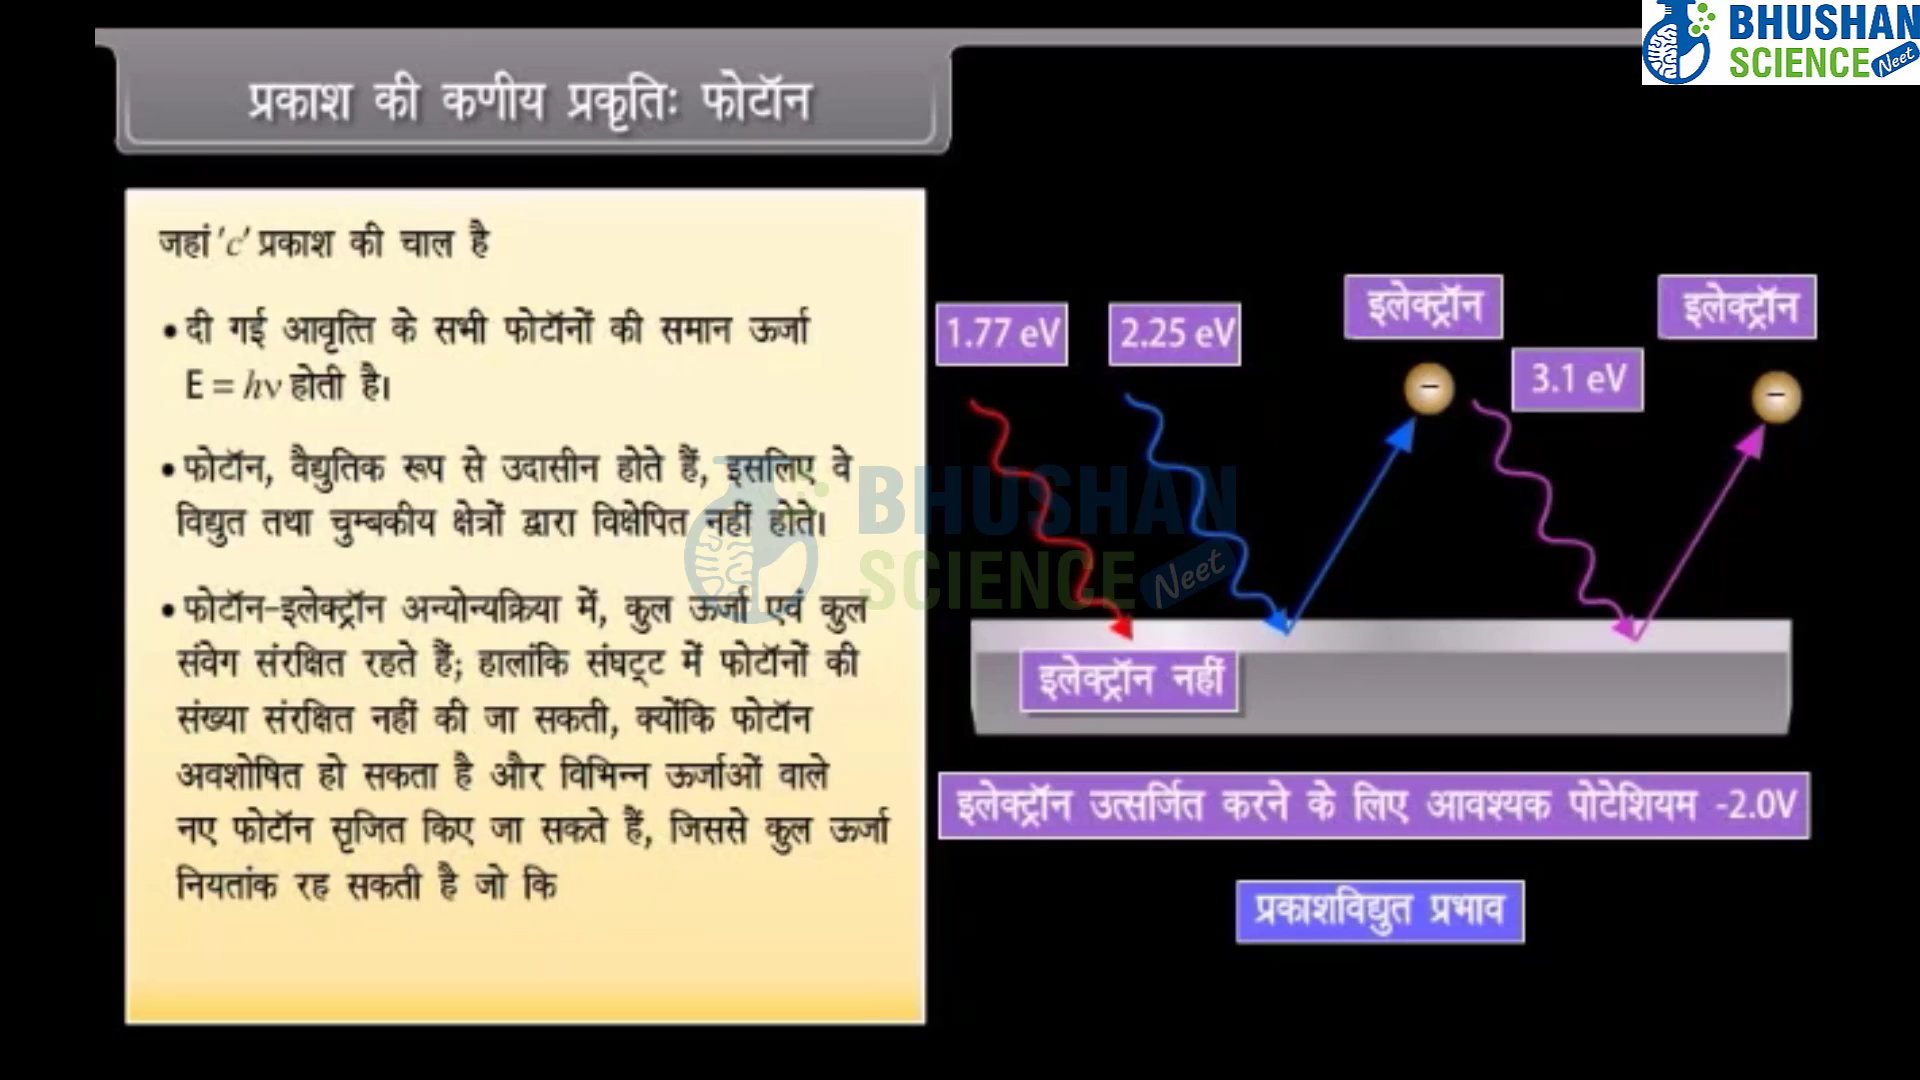 BHUSHAN
SCIENCE Neet
प्रकाश की कणीय प्रकृतिः फोटॉन
जहां 'c' प्रकाश की चाल है
• दी गई आवृत्ति के सभी फोटॉनों की समान ऊर्जा
E = hν होती है।
• फोटॉन, वैद्युतिक रूप से उदासीन होते हैं, इसलिए वे
विद्युत तथा चुम्बकीय क्षेत्रों द्वारा विक्षेपित नहीं होते।
• फोटॉन-इलेक्ट्रॉन अन्योन्यक्रिया में, कुल ऊर्जा एवं कुल
संवेग संरक्षित रहते हैं; हालांकि संघट्ट में फोटॉनों की
संख्या संरक्षित नहीं की जा सकती, क्योंकि फोटॉन
अवशोषित हो सकता है और विभिन्न ऊर्जाओं वाले
नए फोटॉन सृजित किए जा सकते हैं, जिससे कुल ऊर्जा
नियतांक रह सकती है जो कि
1.77 eV
2.25 eV
इलेक्ट्रॉन
3.1 eV
इलेक्ट्रॉन
−
−
BHUSHAN
SCIENCE Neet
इलेक्ट्रॉन नहीं
इलेक्ट्रॉन उत्सर्जित करने के लिए आवश्यक पोटेशियम -2.0V
प्रकाशविद्युत प्रभाव